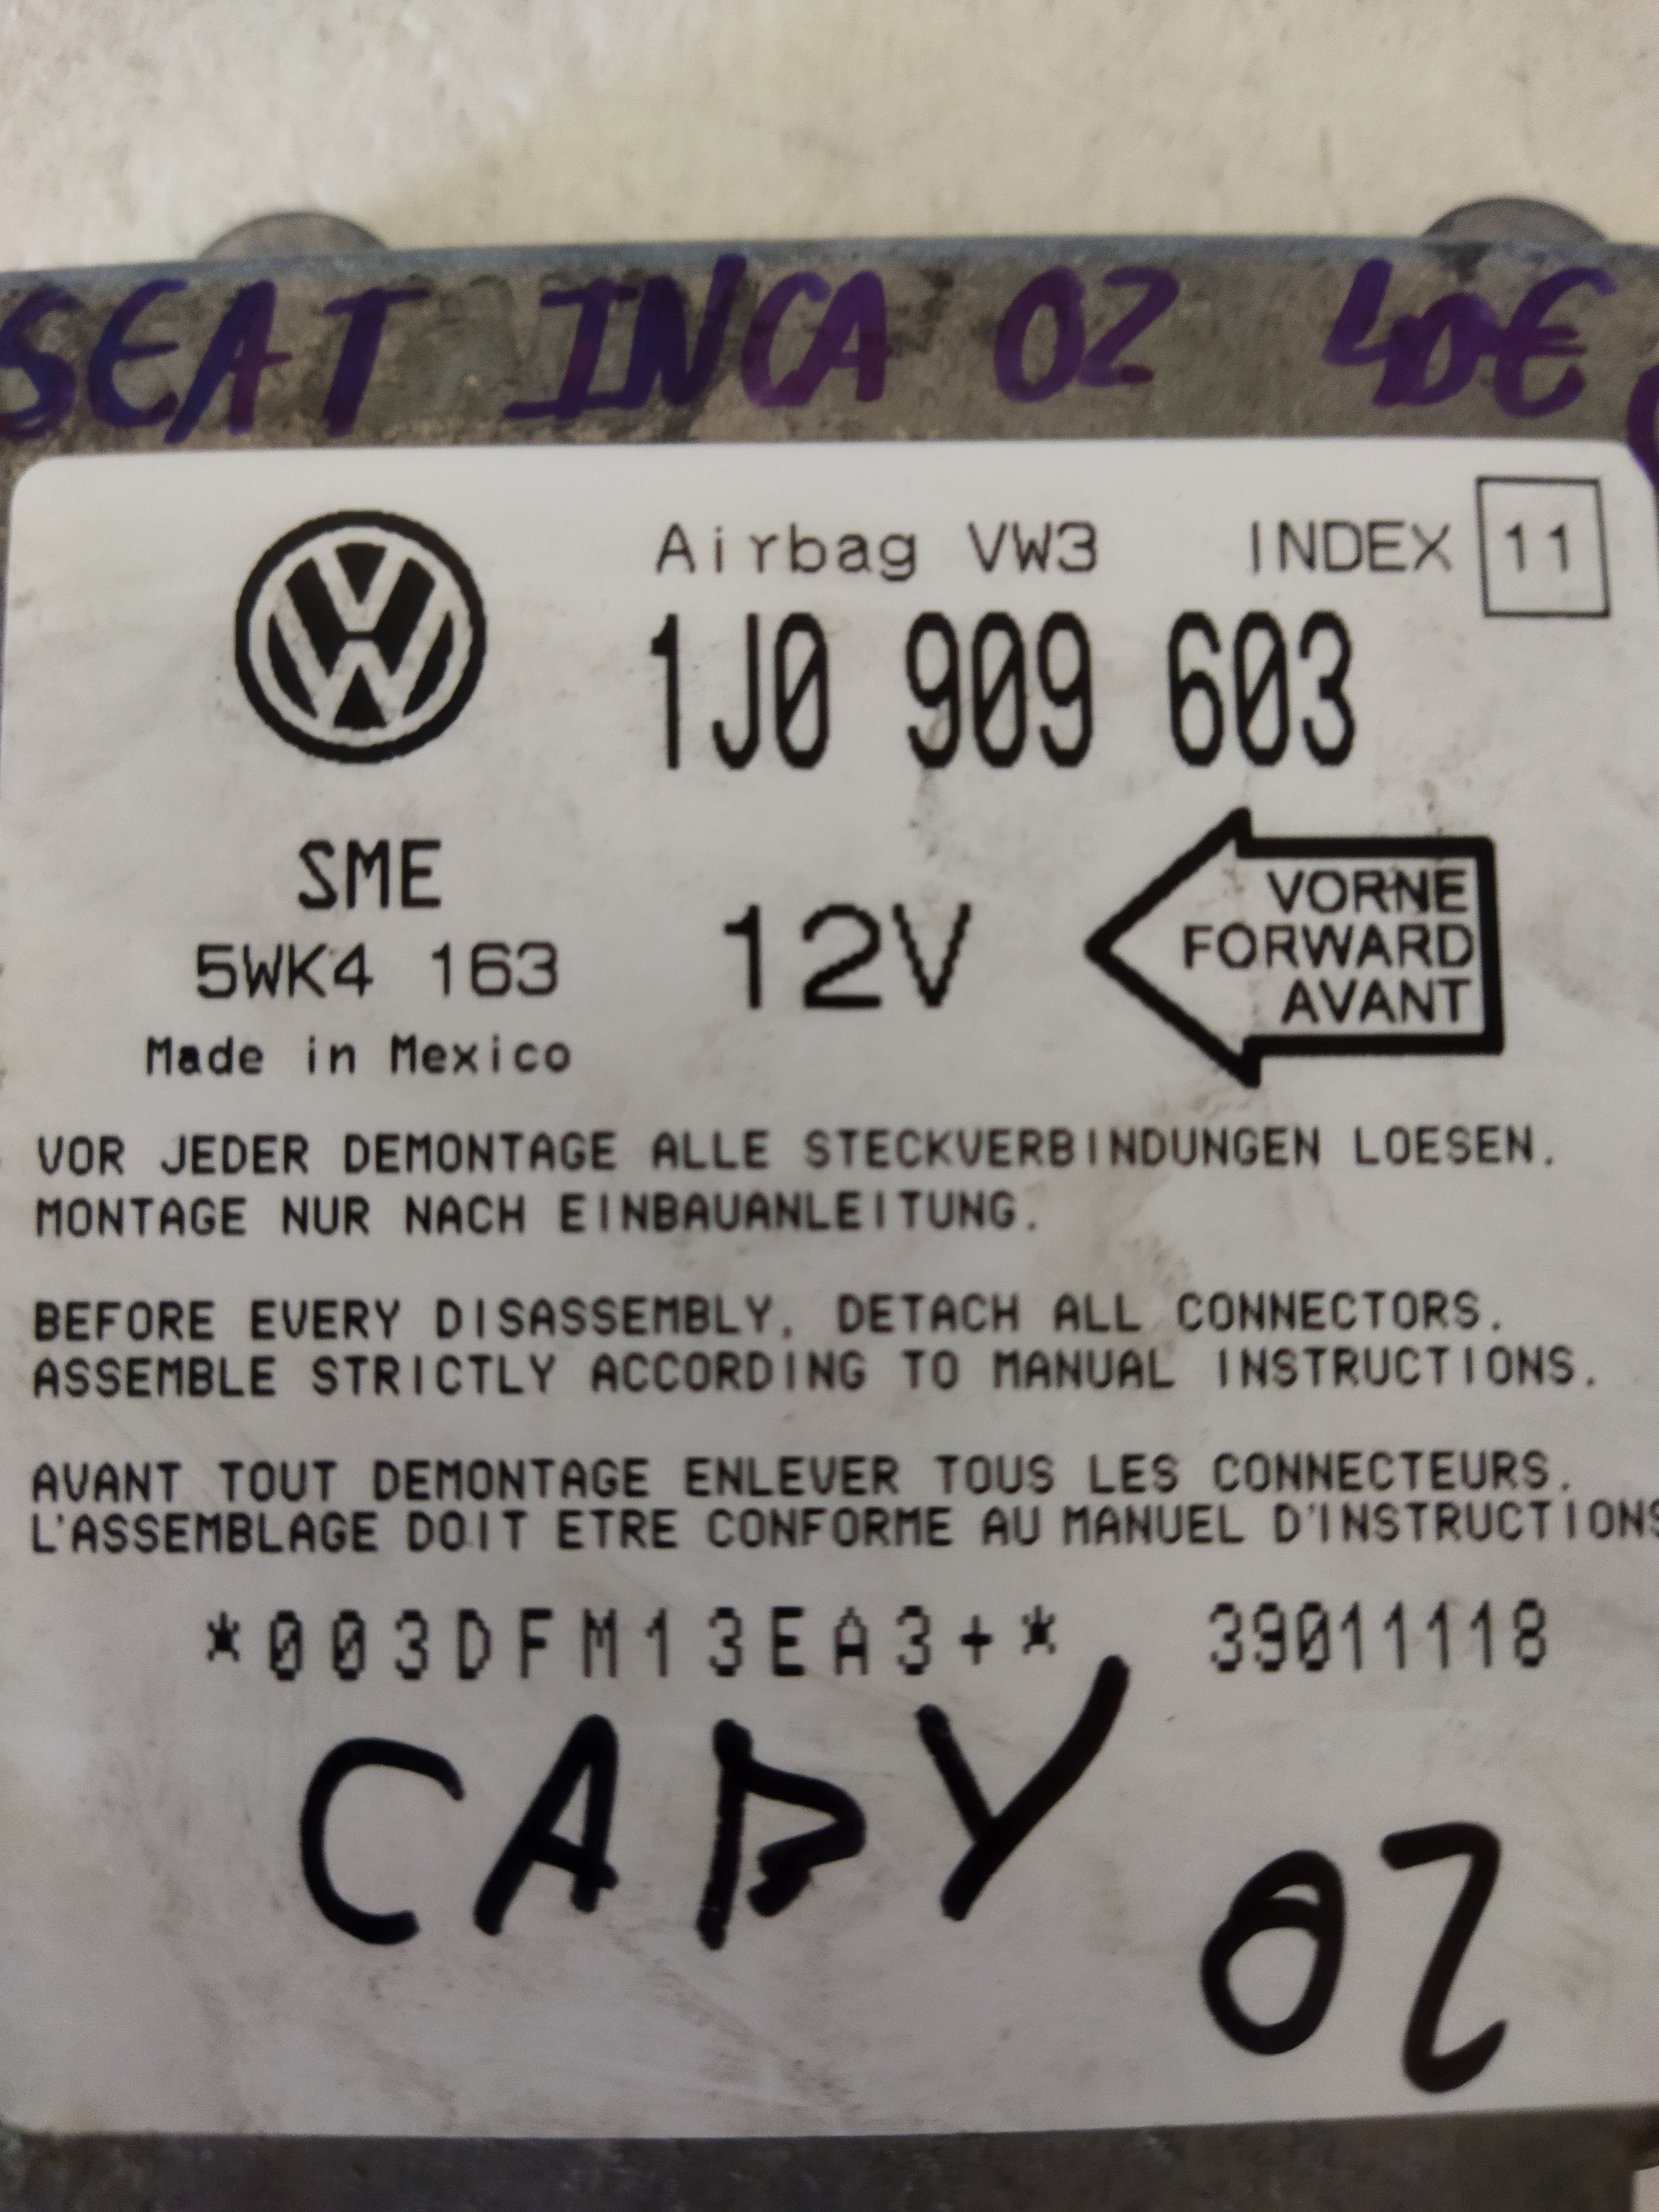 SEAT INCA 02 40€
Airbag VW3 INDEX 11
1J0 909 603
SME
5WK4 163
Made in Mexico
12V
VORNE
FORWARD
AVANT
VOR JEDER DEMONTAGE ALLE STECKVERBINDUNGEN LOESEN.
MONTAGE NUR NACH EINBAUANLEITUNG.
BEFORE EVERY DISASSEMBLY, DETACH ALL CONNECTORS.
ASSEMBLE STRICTLY ACCORDING TO MANUAL INSTRUCTIONS.
AVANT TOUT DEMONTAGE ENLEVER TOUS LES CONNECTEURS.
L'ASSEMBLAGE DOIT ETRE CONFORME AU MANUEL D'INSTRUCTIONS
*003DFM13EA3+* 39011118
CADY
02